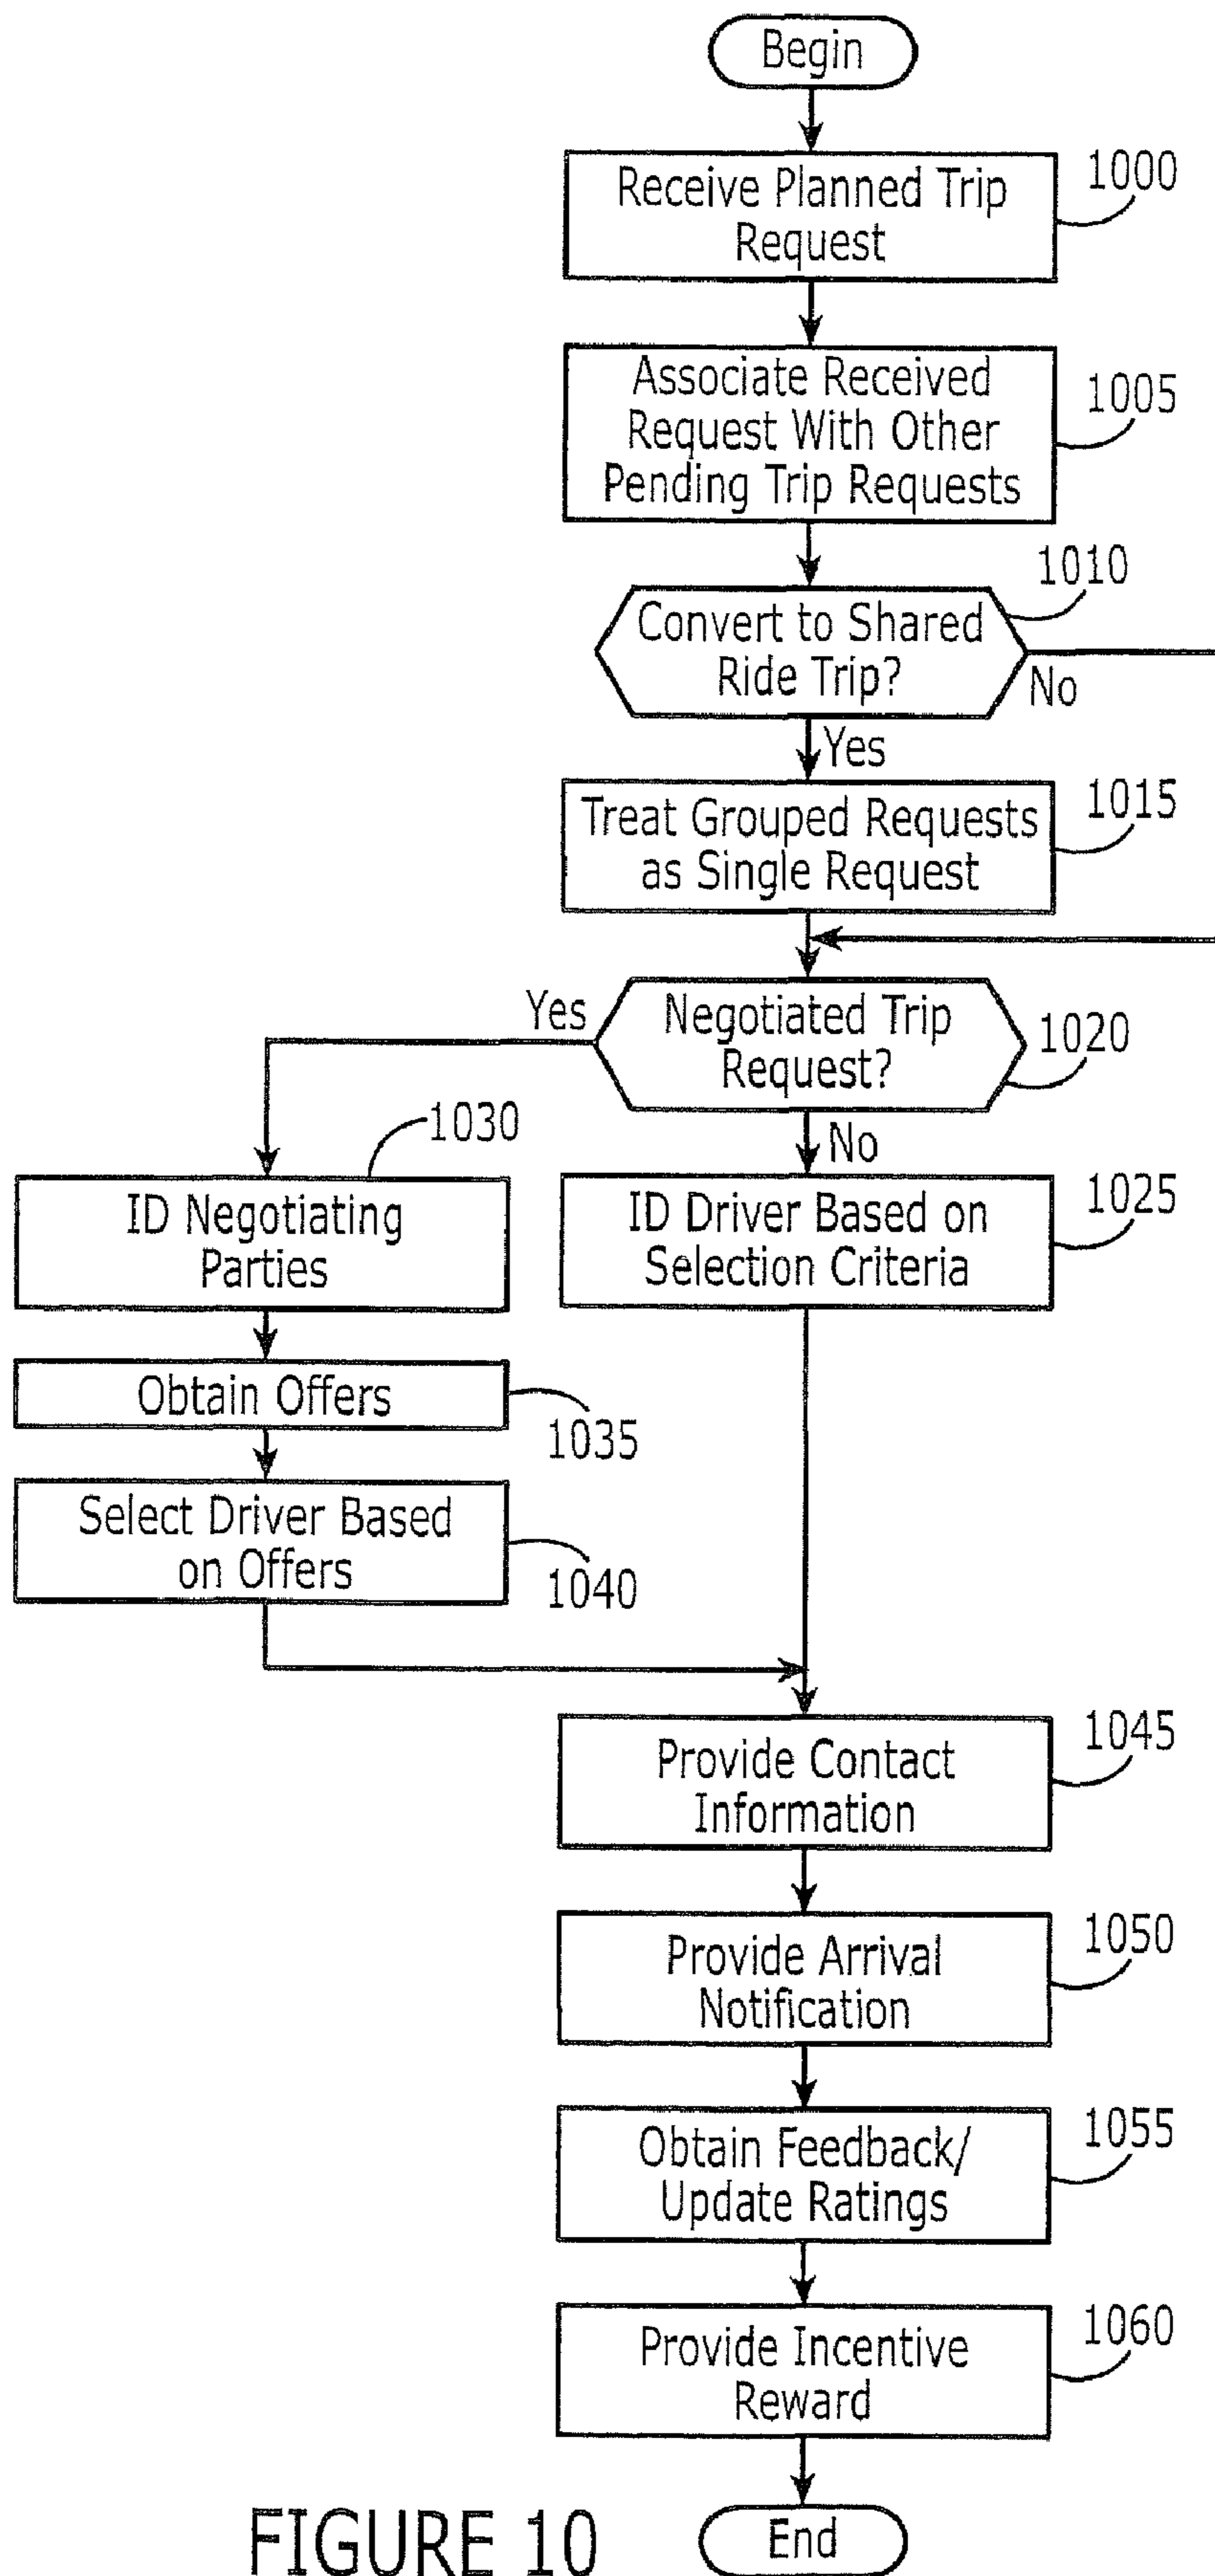 Begin
Receive Planned Trip
Request
1000
Associate Received
Request With Other
Pending Trip Requests
1005
Convert to Shared
Ride Trip?
1010
No
Yes
Treat Grouped Requests
as Single Request
1015
Negotiated Trip
Request?
1020
Yes
No
ID Negotiating
Parties
1030
ID Driver Based on
Selection Criteria
1025
Obtain Offers
1035
Select Driver Based
on Offers
1040
Provide Contact
Information
1045
Provide Arrival
Notification
1050
Obtain Feedback/
Update Ratings
1055
Provide Incentive
Reward
1060
End
FIGURE 10